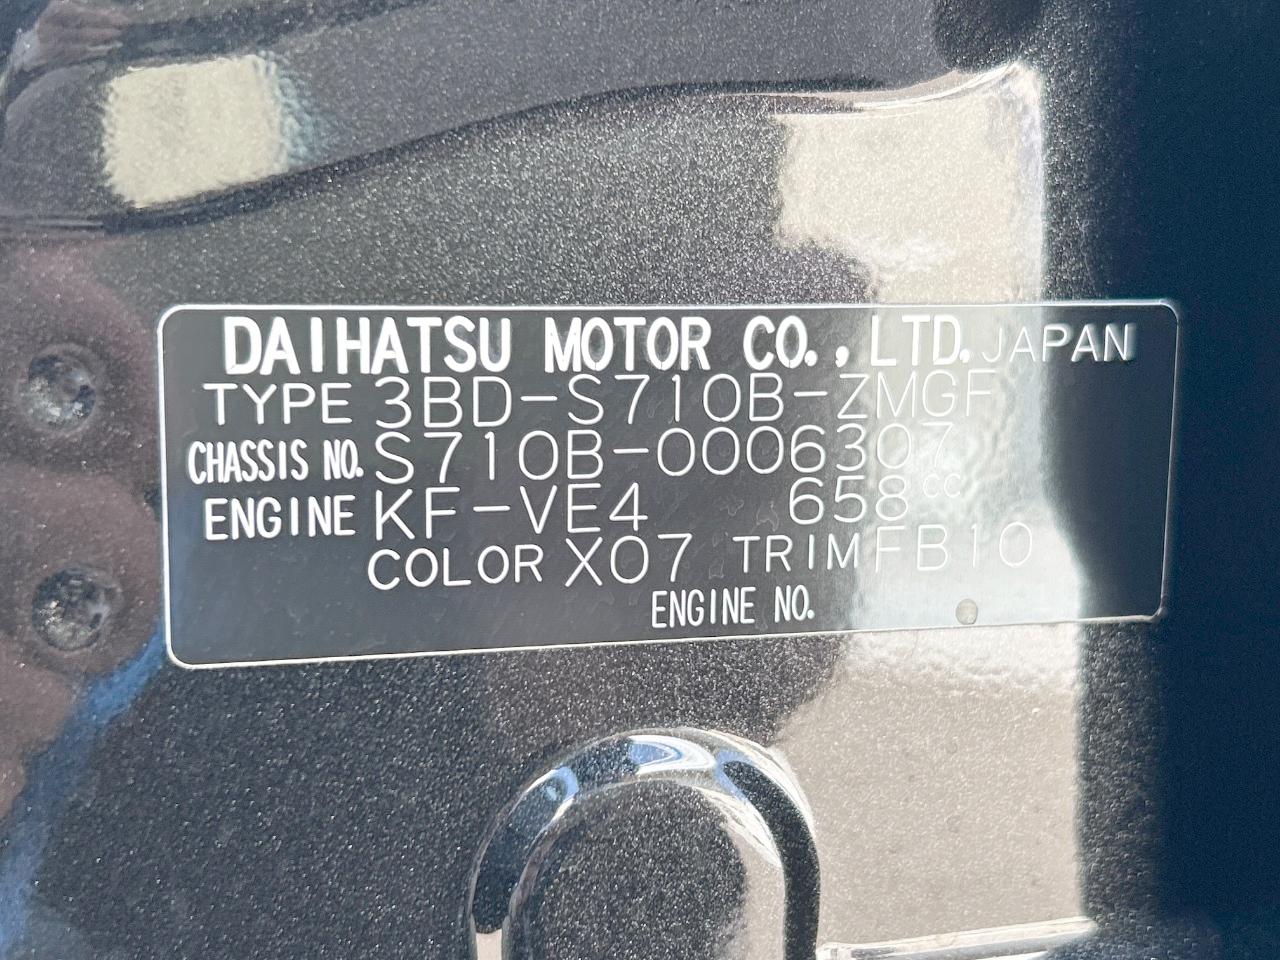 DAIHATSU MOTOR CO., LTD. JAPAN
TYPE 3BD-S710B-ZMGF
CHASSIS NO. S710B-0006307
ENGINE KF-VE4 658cc
COLOR X07 TRIM FB10
ENGINE NO.